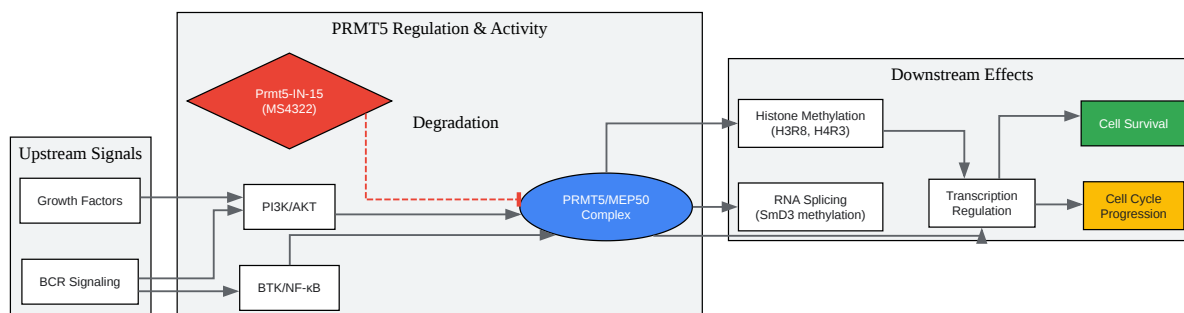 PRMT5 Regulation & Activity
Prmt5-IN-15
(MS4322)
Degradation
Upstream Signals
Growth Factors
BCR Signaling
PI3K/AKT
BTK/NF-κB
PRMT5/MEP50
Complex
Downstream Effects
Histone Methylation
(H3R8, H4R3)
RNA Splicing
(SmD3 methylation)
Transcription
Regulation
Cell Survival
Cell Cycle
Progression